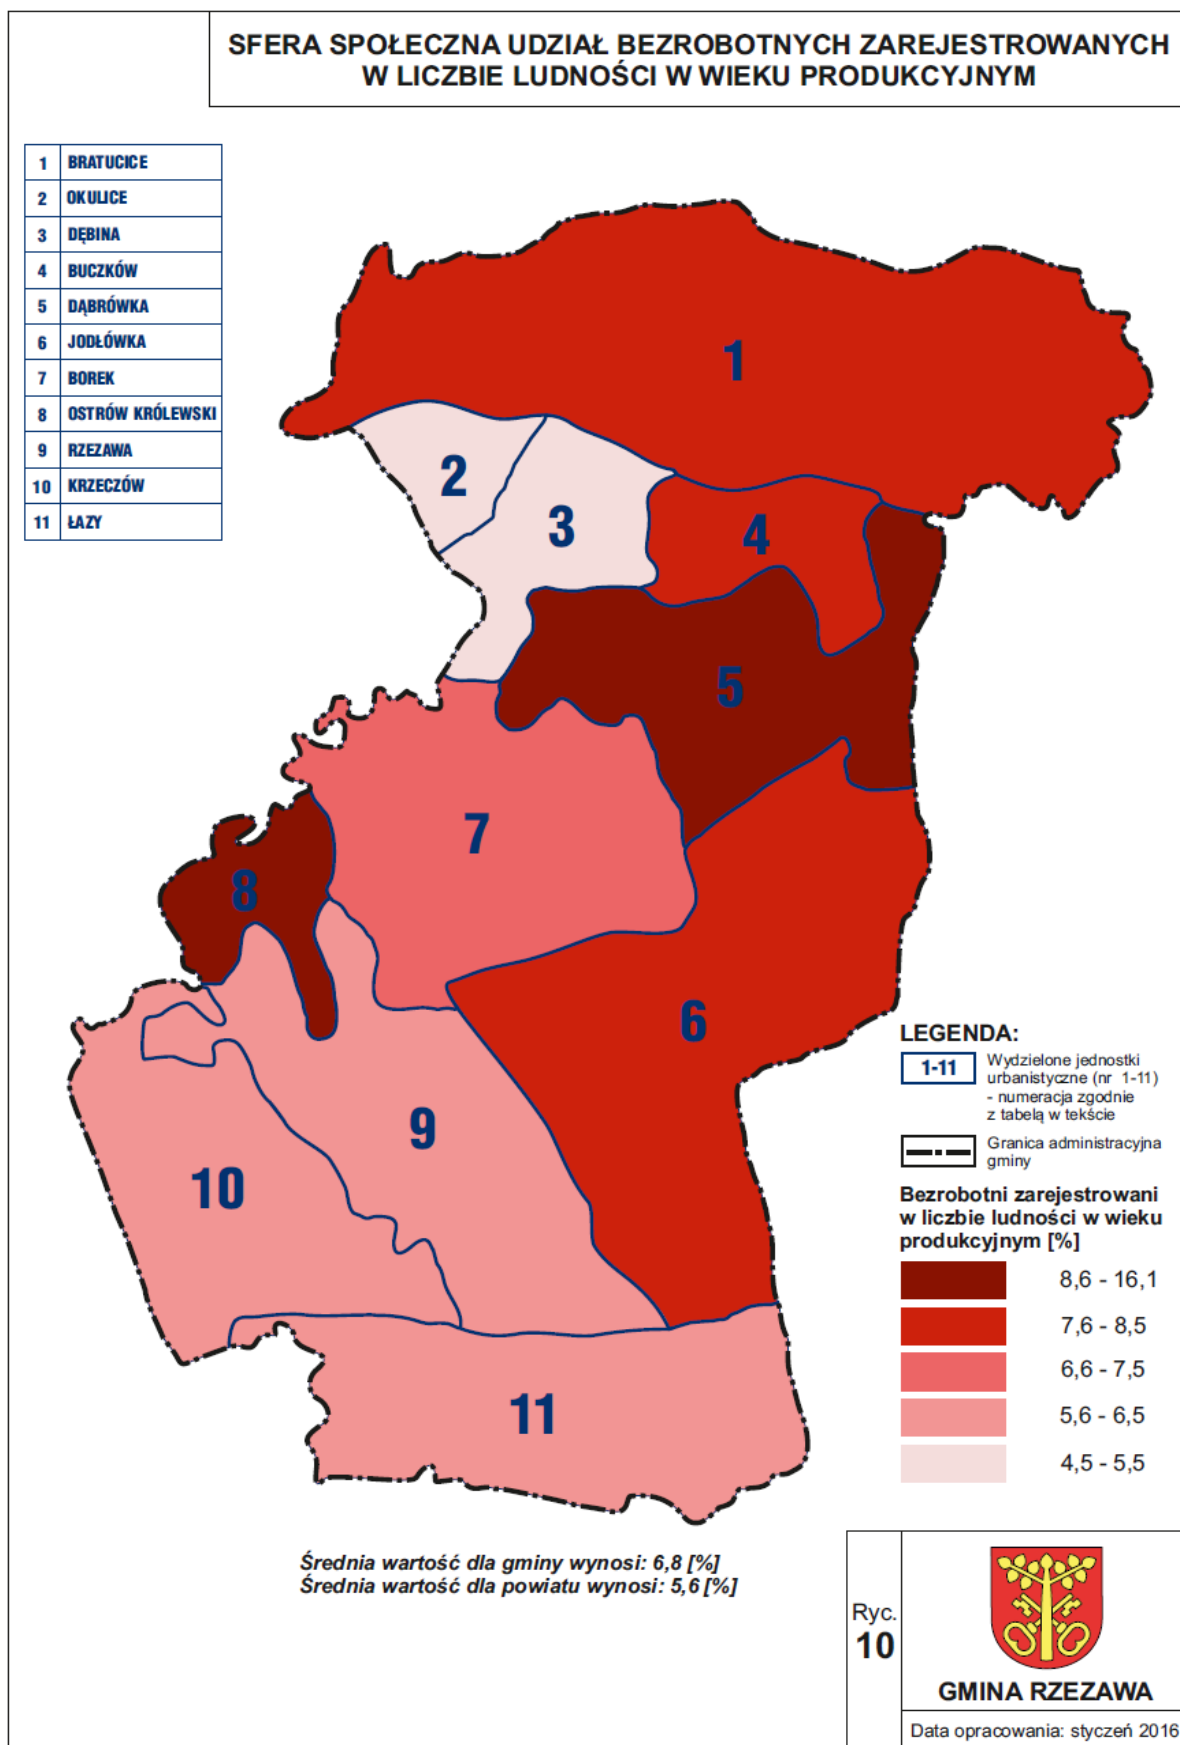 SFERA SPOŁECZNA UDZIAŁ BEZROBOTNYCH ZAREJESTROWANYCH
W LICZBIE LUDNOŚCI W WIEKU PRODUKCYJNYM
1 BRATUCICE
2 OKULICE
3 DĘBINA
4 BUCZKÓW
5 DĄBRÓWKA
6 JODŁÓWKA
7 BOREK
8 OSTRÓW KRÓLEWSKI
9 RZEZAWA
10 KRZECZÓW
11 ŁAZY
1
2
3
4
5
7
8
6
9
10
11
LEGENDA:
1-11 Wydzielone jednostki
urbanistyczne (nr 1-11)
- numeracja zgodnie
z tabelą w tekście
Granica administracyjna
gminy
Bezrobotni zarejestrowani
w liczbie ludności w wieku
produkcyjnym [%]
8,6 - 16,1
7,6 - 8,5
6,6 - 7,5
5,6 - 6,5
4,5 - 5,5
Średnia wartość dla gminy wynosi: 6,8 [%]
Średnia wartość dla powiatu wynosi: 5,6 [%]
Ryc.
10
GMINA RZEZAWA
Data opracowania: styczeń 2016